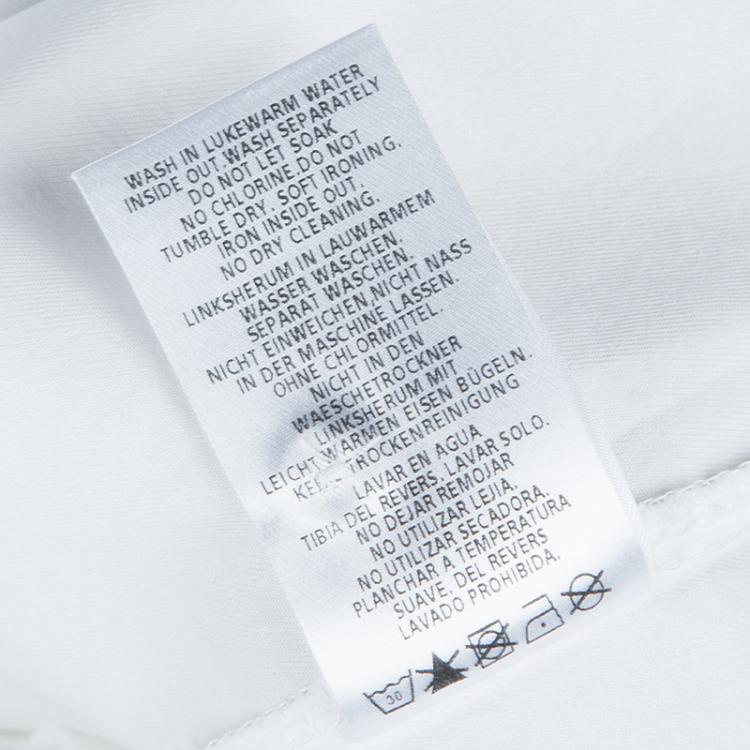 WASH IN LUKEWARM WATER
INSIDE OUT,WASH SEPARATELY
DO NOT LET SOAK
NO CHLORINE.DO NOT
TUMBLE DRY. SOFT IRONING.
IRON INSIDE OUT.
NO DRY CLEANING.
LINKSHERUM IN LAUWARMEM
WASSER WASCHEN.
SEPARAT WASCHEN.
NICHT EINWEICHEN,NICHT NASS
IN DER MASCHINE LASSEN.
OHNE CHLORMITTEL.
NICHT IN DEN
WAESCHETROCKNER
LINKSHERUM MIT
LEICHT WARMEN EISEN BÜGELN.
TROCKENREINIGUNG
LAVAR EN AGUA
TIBIA DEL REVERS, LAVAR SOLO.
NO DEJAR REMOJAR
NO UTILIZAR LEJIA.
NO UTILIZAR SECADORA.
PLANCHAR A TEMPERATURA
SUAVE. DEL REVERS
LAVADO PROHIBIDA.
30